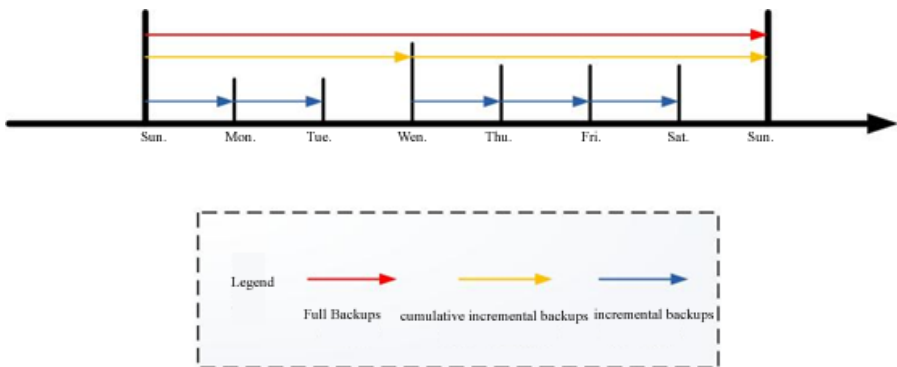 Sun. Mon. Tue. Wen. Thu. Fri. Sat. Sun.
Legend
Full Backups cumulative incremental backups incremental backups